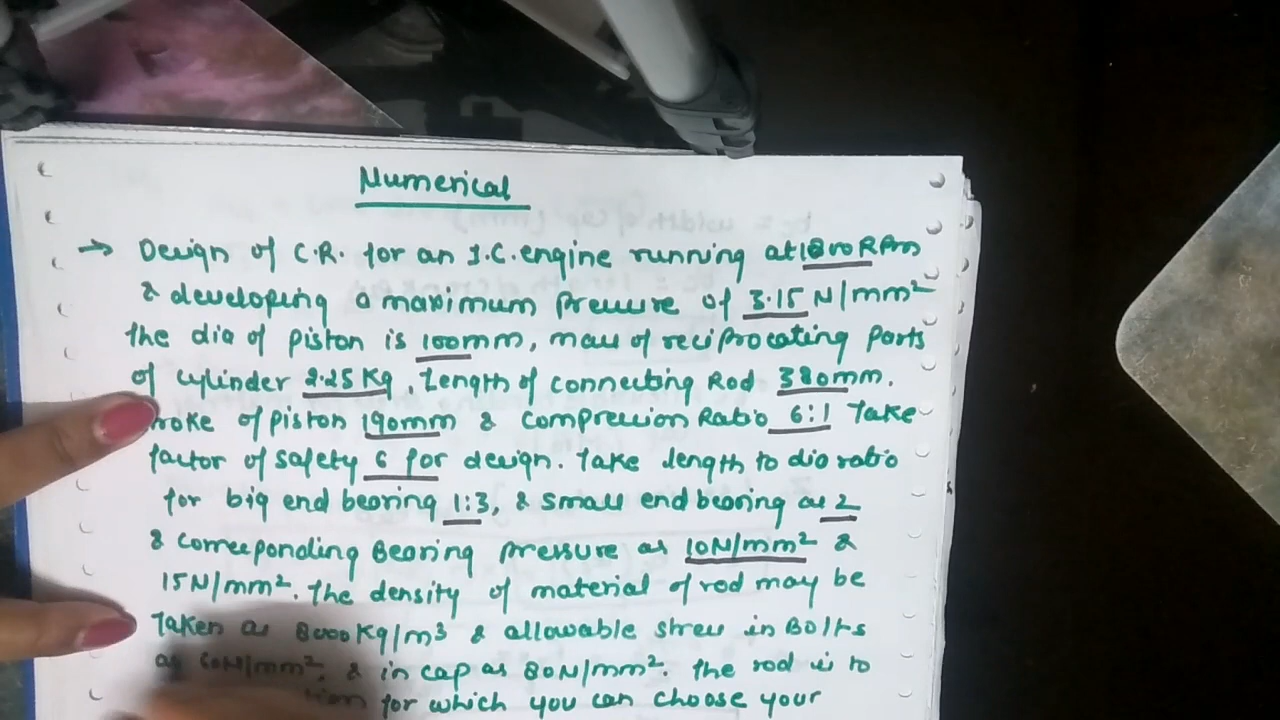 Numerical
→ Design of C.R. for an I.C. engine running at 1800 RPm
& developing a maximum pressure of 3.15 N/mm²
the dia of piston is 100mm, mass of reciprocating parts
of cylinder 2.25 Kg, Length of connecting Rod 380mm.
roke of piston 190mm & compression Ratio 6:1 Take
factor of safety 6 for design. Take length to dia ratio
for big end bearing 1:3, & small end bearing as 2
& corresponding Bearing pressure as 10N/mm² &
15N/mm². the density of material of rod may be
Taken as 8000Kg/m3 & allowable stress in Bolts
as 60N/mm², & in cap as 80N/mm². The rod is to
for which you can choose your